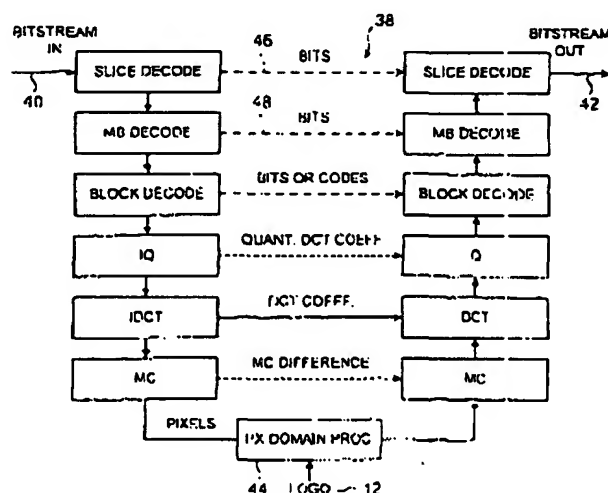 BITSTREAM IN
BITSTREAM OUT
46
BITS
38
SLICE DECODE
SLICE DECODE
40
42
48
BITS
MB DECODE
MB DECODE
BITS OR CODES
BLOCK DECODE
BLOCK DECODE
QUANT. DCT COEFF
IQ
Q
DCT COEFF.
IDCT
DCT
MC DIFFERENCE
MC
MC
PIXELS
PX DOMAIN PROC
44
LOGO
12